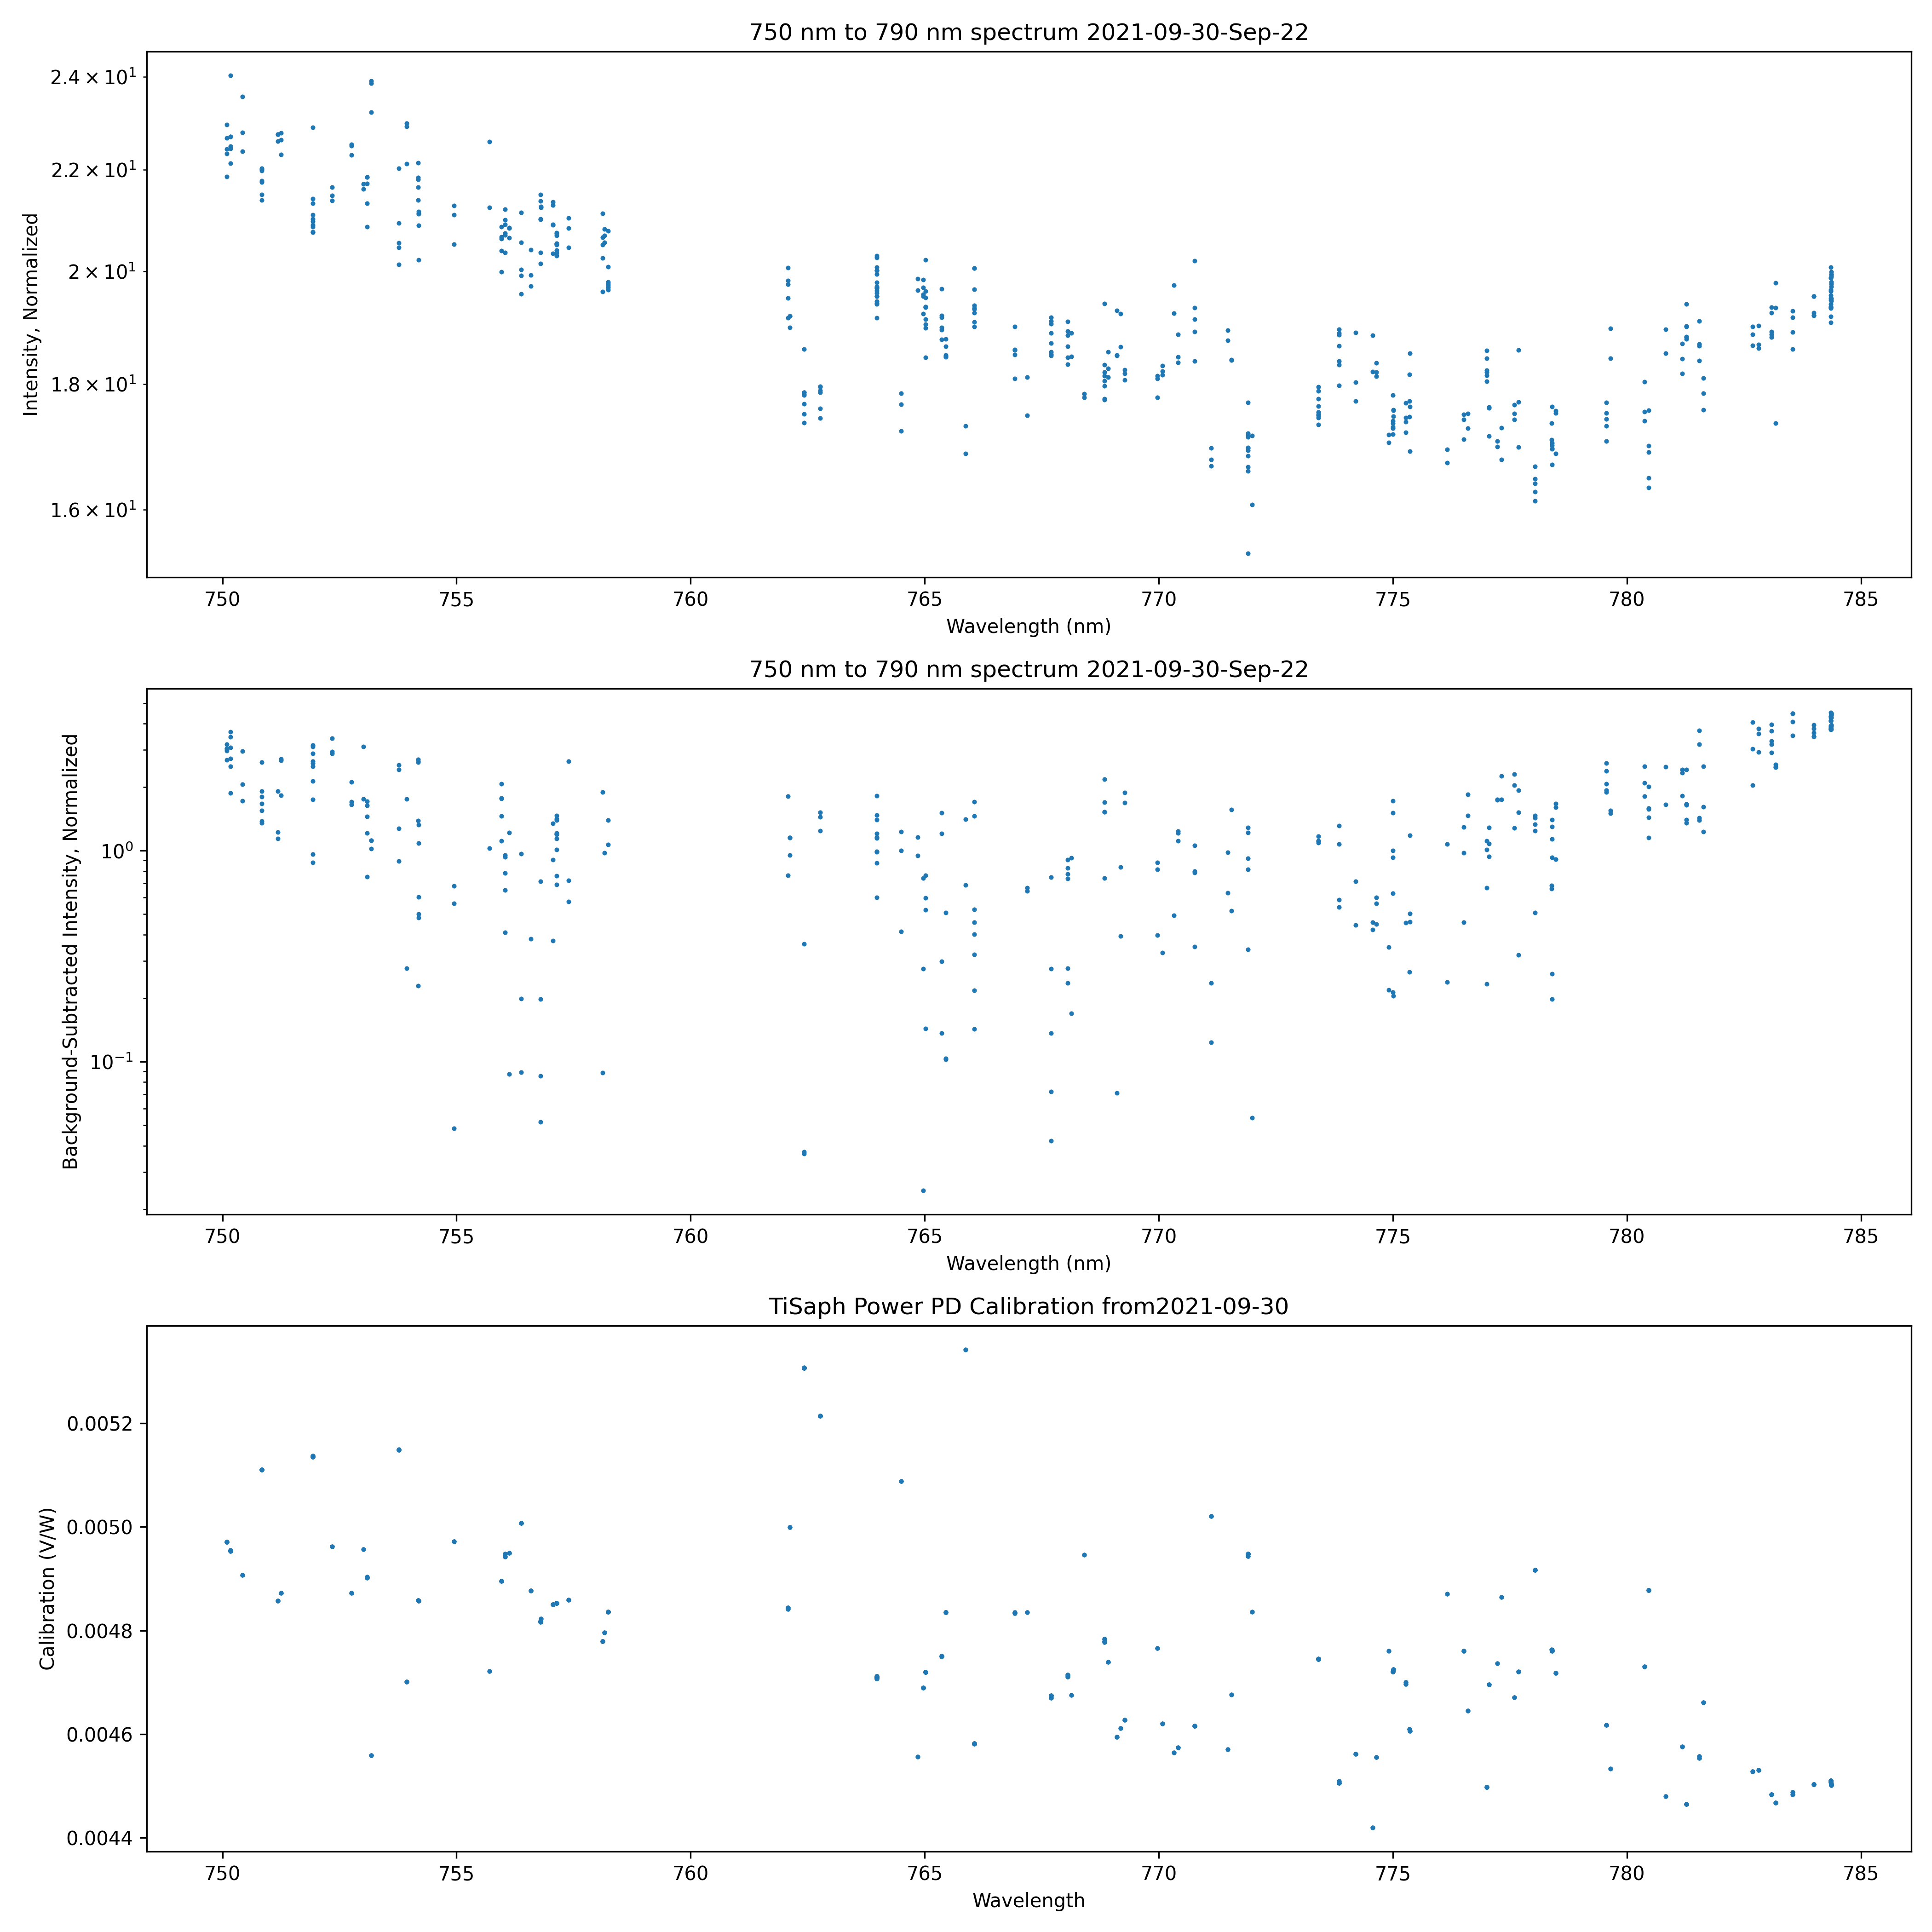 750 nm to 790 nm spectrum 2021-09-30-Sep-22
2.4 × 10¹
2.2 × 10¹
2 × 10¹
1.8 × 10¹
1.6 × 10¹
Intensity, Normalized
750 755 760 765 770 775 780 785
Wavelength (nm)
750 nm to 790 nm spectrum 2021-09-30-Sep-22
10⁰
10⁻¹
Background-Subtracted Intensity, Normalized
750 755 760 765 770 775 780 785
Wavelength (nm)
TiSaph Power PD Calibration from2021-09-30
0.0052
0.0050
0.0048
0.0046
0.0044
Calibration (V/W)
750 755 760 765 770 775 780 785
Wavelength